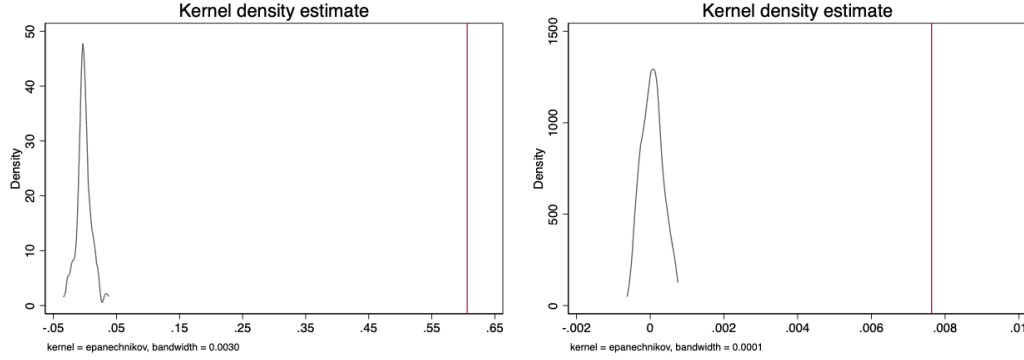 Kernel density estimate
Density
50
40
30
20
10
0
-.05 .05 .15 .25 .35 .45 .55 .65
kernel = epanechnikov, bandwidth = 0.0030
Kernel density estimate
Density
1500
1000
500
0
-.002 0 .002 .004 .006 .008 .01
kernel = epanechnikov, bandwidth = 0.0001